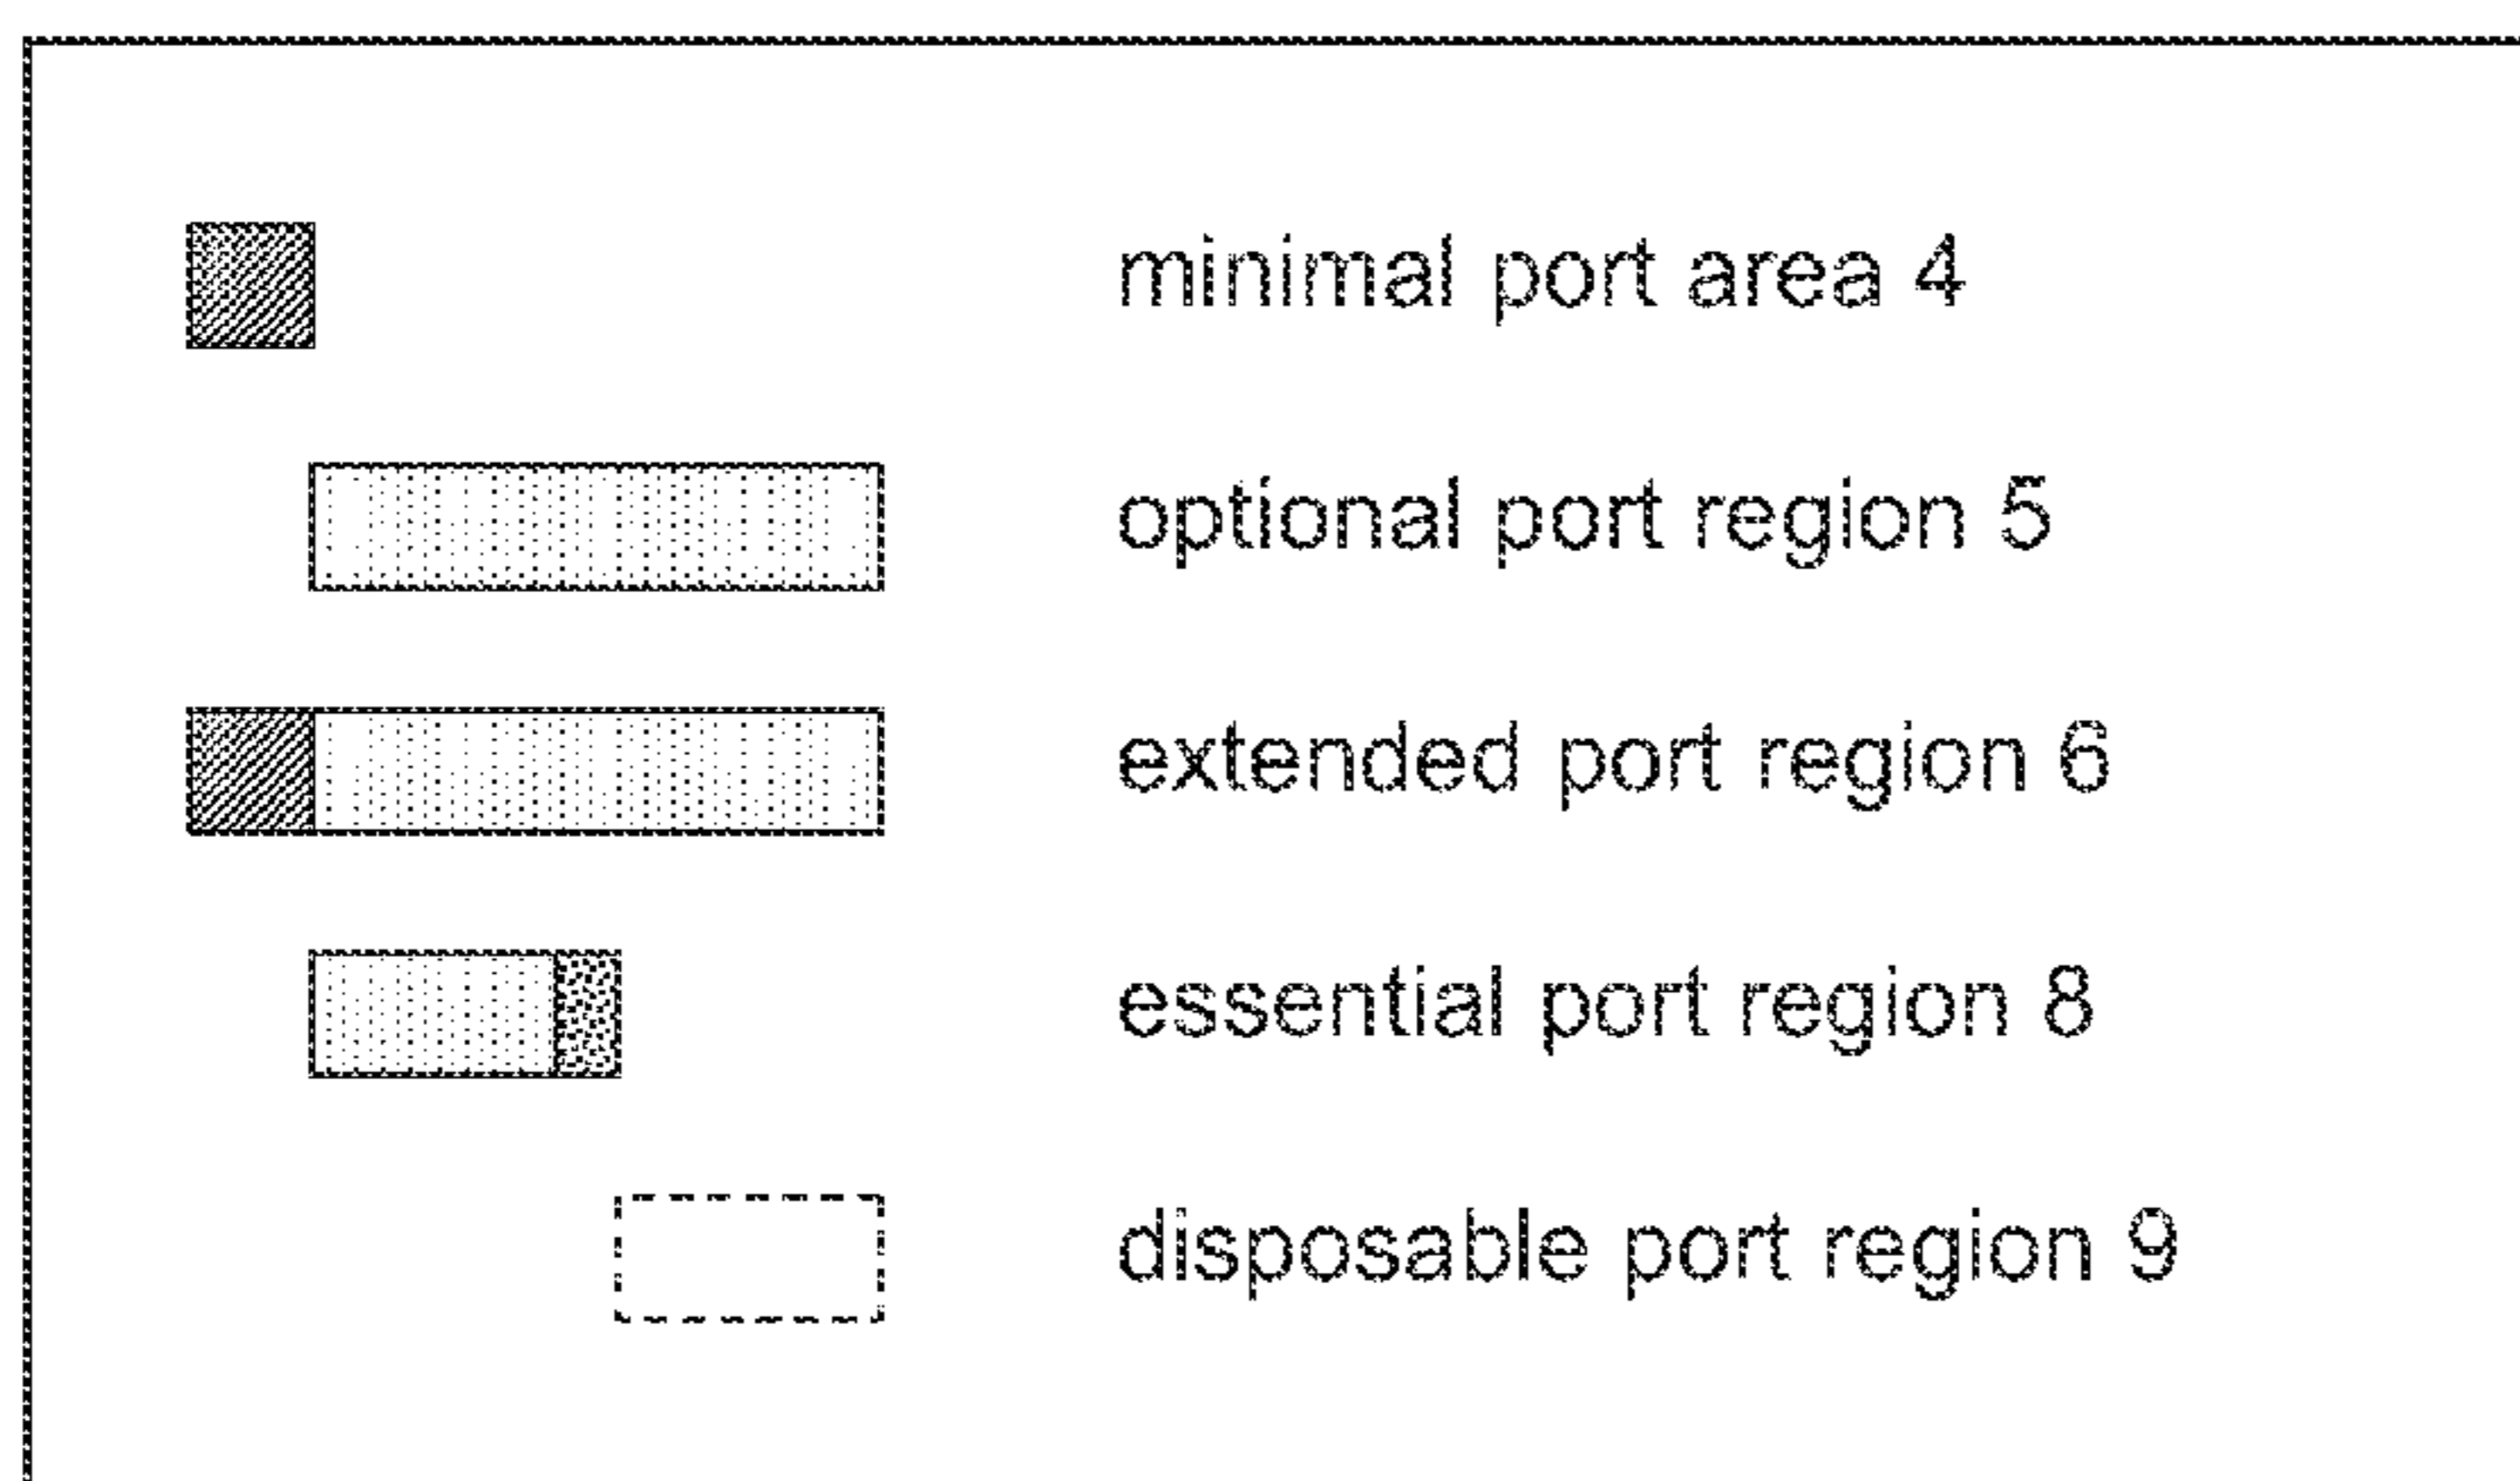 minimal port area 4
optional port region 5
extended port region 6
essential port region 8
disposable port region 9